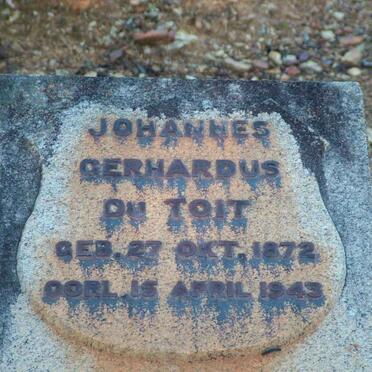 JOHANNES
GERHARDUS
DU TOIT
GEB. 27 OKT. 1872
OORL. 15 APRIL 1943